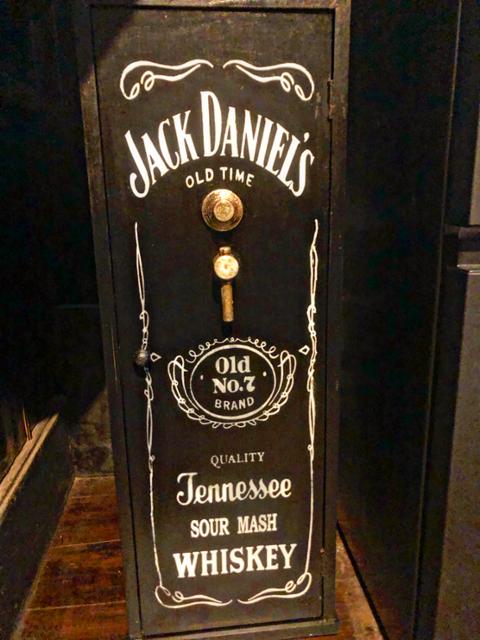 JACK DANIEL'S
OLD TIME
Old
No.7
BRAND
QUALITY
Tennessee
SOUR MASH
WHISKEY